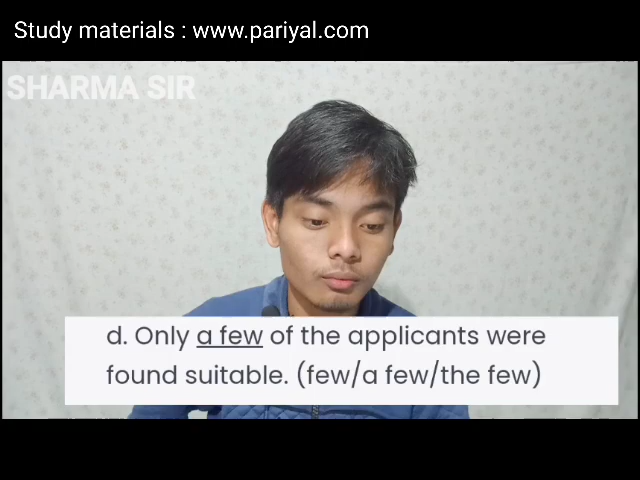 Study materials : www.pariyal.com
SHARMA SIR
d. Only a few of the applicants were
found suitable. (few/a few/the few)